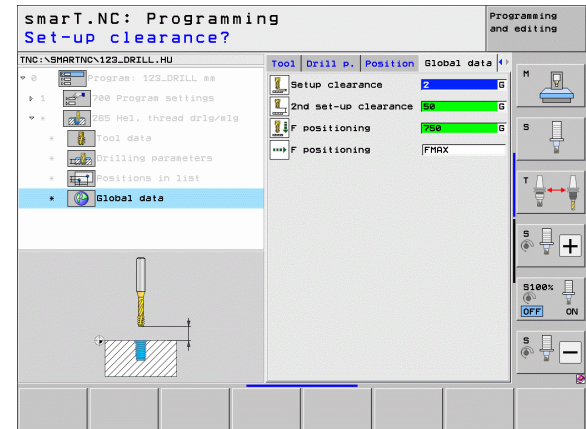 smarT.NC: Programming
Set-up clearance?
Programming
and editing
TNC:\SMARTNC\123_DRILL.HU
0 Program: 123_DRILL mm
1 700 Program settings
* 265 Hel. thread drlg/mlg
* Tool data
* Drilling parameters
* Positions in list
* Global data
Tool Drill p. Position Global data
Setup clearance 2 G
2nd set-up clearance 50 G
F positioning 750 G
F positioning FMAX
M
S
T
S
S100%
OFF ON
S